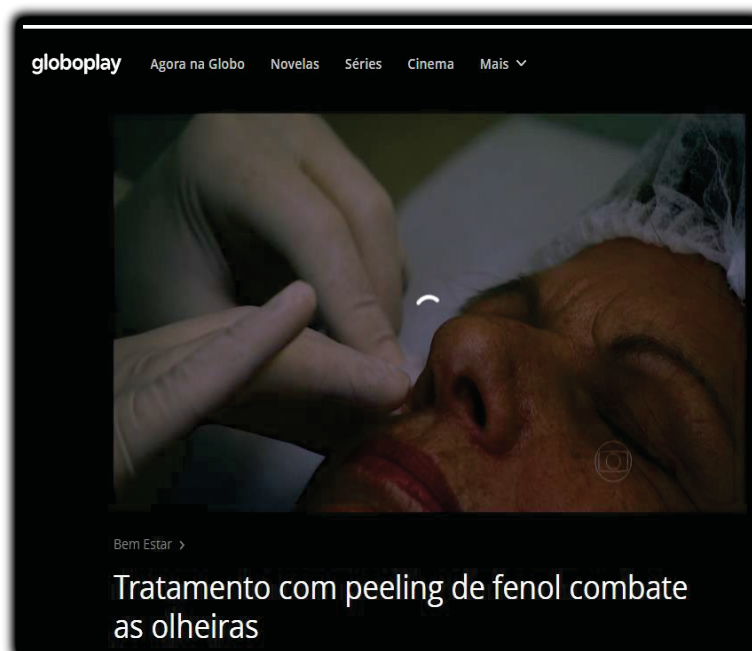 globoplay Agora na Globo Novelas Séries Cinema Mais
Bem Estar
Tratamento com peeling de fenol combate
as olheiras